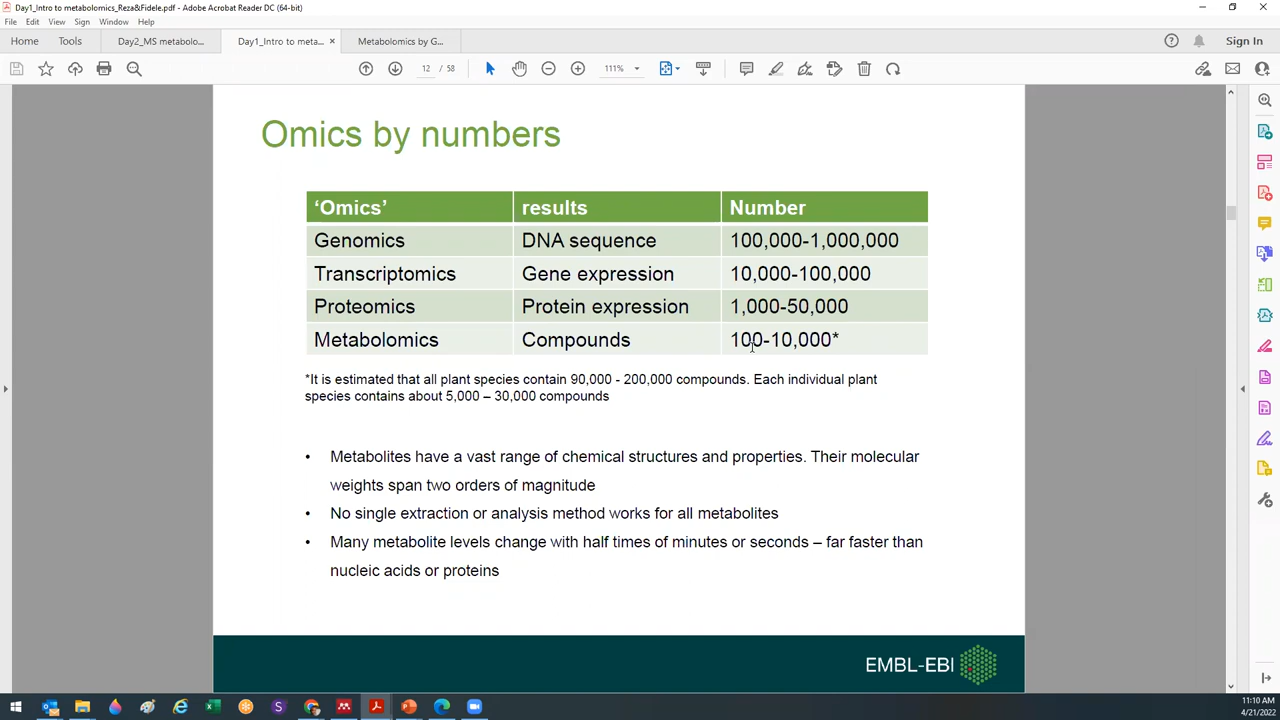 Day1_Intro to metabolomics_Reza&Fidele.pdf - Adobe Acrobat Reader DC (64-bit)
File Edit View Sign Window Help
Home Tools Day2_MS metabolo... Day1_Intro to meta... × Metabolomics by G... Sign In
12 / 58 111%
Omics by numbers
‘Omics’ results Number
Genomics DNA sequence 100,000-1,000,000
Transcriptomics Gene expression 10,000-100,000
Proteomics Protein expression 1,000-50,000
Metabolomics Compounds 100-10,000*
*It is estimated that all plant species contain 90,000 - 200,000 compounds. Each individual plant
species contains about 5,000 – 30,000 compounds
• Metabolites have a vast range of chemical structures and properties. Their molecular
weights span two orders of magnitude
• No single extraction or analysis method works for all metabolites
• Many metabolite levels change with half times of minutes or seconds – far faster than
nucleic acids or proteins
EMBL-EBI
11:10 AM
4/21/2022